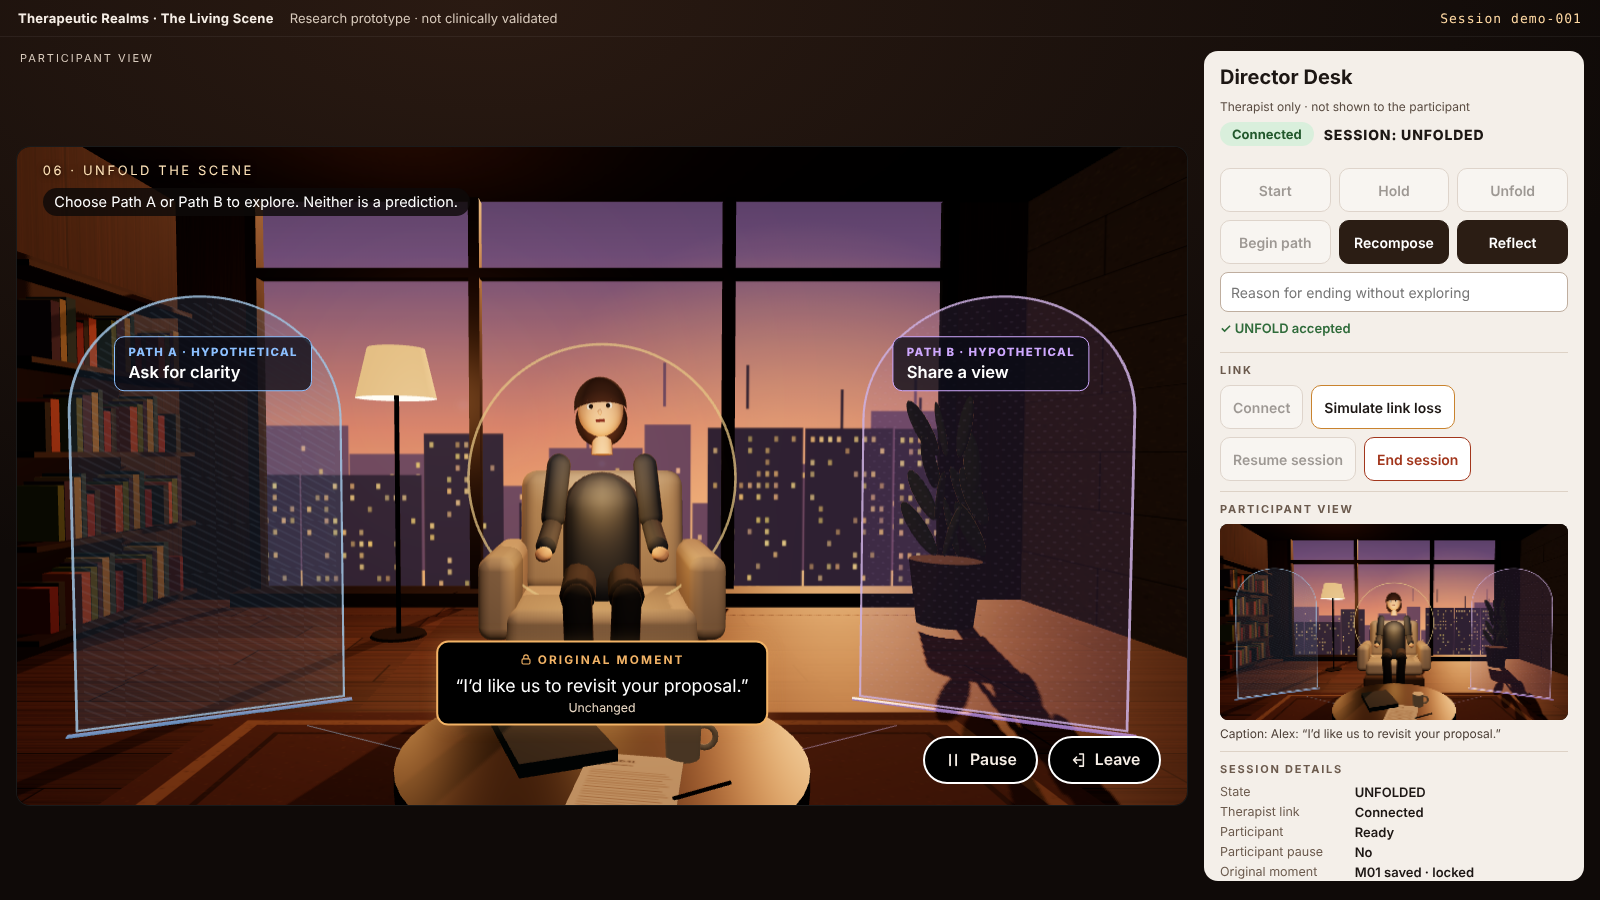 Therapeutic Realms · The Living Scene Research prototype · not clinically validated
Session demo-001
PARTICIPANT VIEW
06 · UNFOLD THE SCENE
Choose Path A or Path B to explore. Neither is a prediction.
PATH A · HYPOTHETICAL
Ask for clarity
PATH B · HYPOTHETICAL
Share a view
ORIGINAL MOMENT
“I’d like us to revisit your proposal.”
Unchanged
Pause
Leave
Director Desk
Therapist only · not shown to the participant
Connected SESSION: UNFOLDED
Start Hold Unfold
Begin path Recompose Reflect
Reason for ending without exploring
✓ UNFOLD accepted
LINK
Connect Simulate link loss
Resume session End session
PARTICIPANT VIEW
Caption: Alex: “I’d like us to revisit your proposal.”
SESSION DETAILS
State UNFOLDED
Therapist link Connected
Participant Ready
Participant pause No
Original moment M01 saved · locked